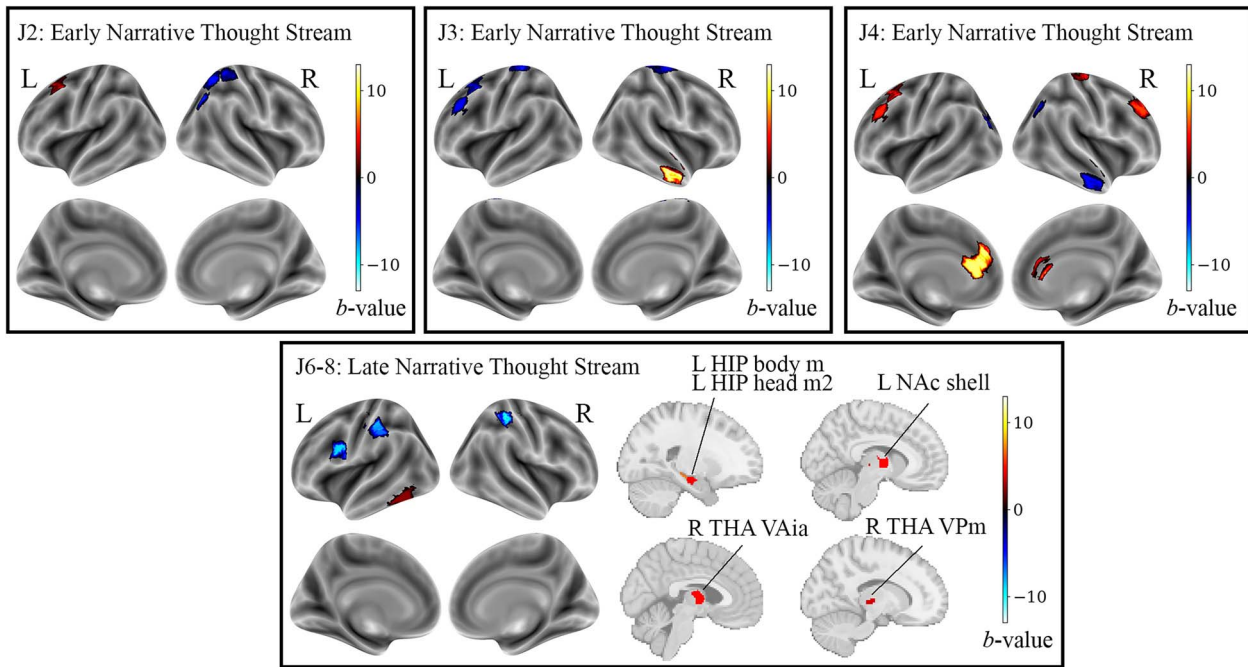 J2: Early Narrative Thought Stream
L
R
10
0
−10
b-value
J3: Early Narrative Thought Stream
L
R
10
0
−10
b-value
J4: Early Narrative Thought Stream
L
R
10
0
−10
b-value
J6-8: Late Narrative Thought Stream
L
R
L HIP body m
L HIP head m2
L NAc shell
R THA VAia
R THA VPm
10
0
−10
b-value